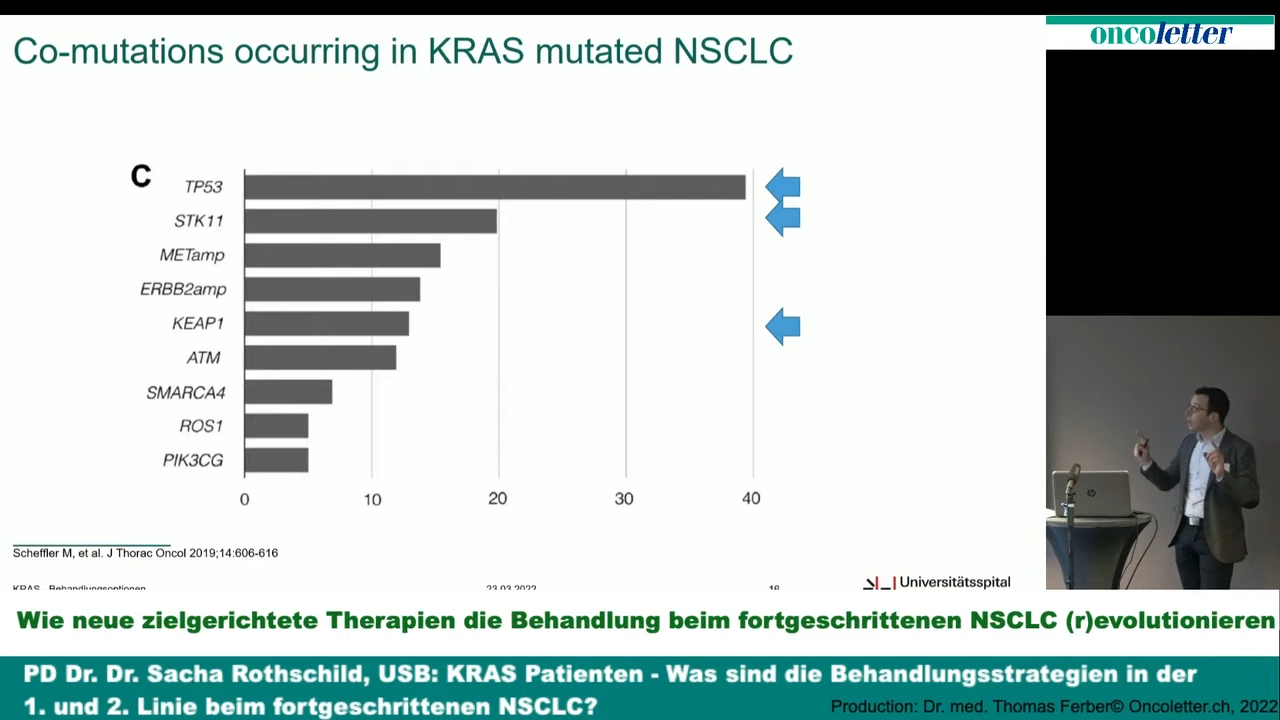 oncoletter
Co-mutations occurring in KRAS mutated NSCLC
C
TP53
STK11
METamp
ERBB2amp
KEAP1
ATM
SMARCA4
ROS1
PIK3CG
0 10 20 30 40
Scheffler M, et al. J Thorac Oncol 2019;14:606-616
KRAS - Behandlungsoptionen 23.03.2022 16
Universitätsspital
hp
Wie neue zielgerichtete Therapien die Behandlung beim fortgeschrittenen NSCLC (r)evolutionieren
PD Dr. Dr. Sacha Rothschild, USB: KRAS Patienten - Was sind die Behandlungsstrategien in der
1. und 2. Linie beim fortgeschrittenen NSCLC?
Production: Dr. med. Thomas Ferber© Oncoletter.ch, 2022